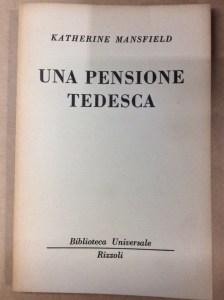 KATHERINE MANSFIELD
UNA PENSIONE
TEDESCA
Biblioteca Universale
Rizzoli